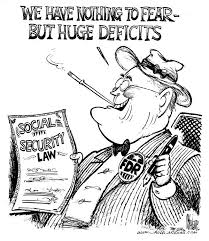 WE HAVE NOTHING TO FEAR-
BUT HUGE DEFICITS
SOCIAL
SECURITY
LAW
FDR